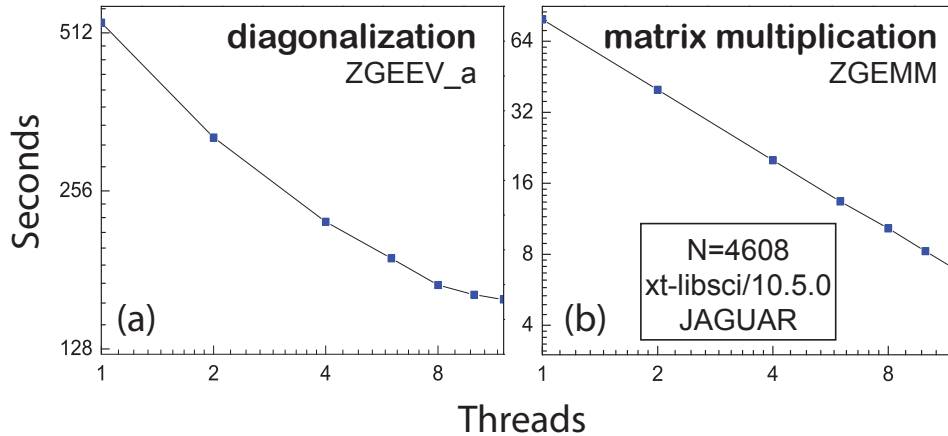 512
256
128
Seconds
diagonalization
ZGEEV_a
(a)
1
2
4
8
64
32
16
8
4
matrix multiplication
ZGEMM
N=4608
xt-libsci/10.5.0
JAGUAR
(b)
1
2
4
8
Threads